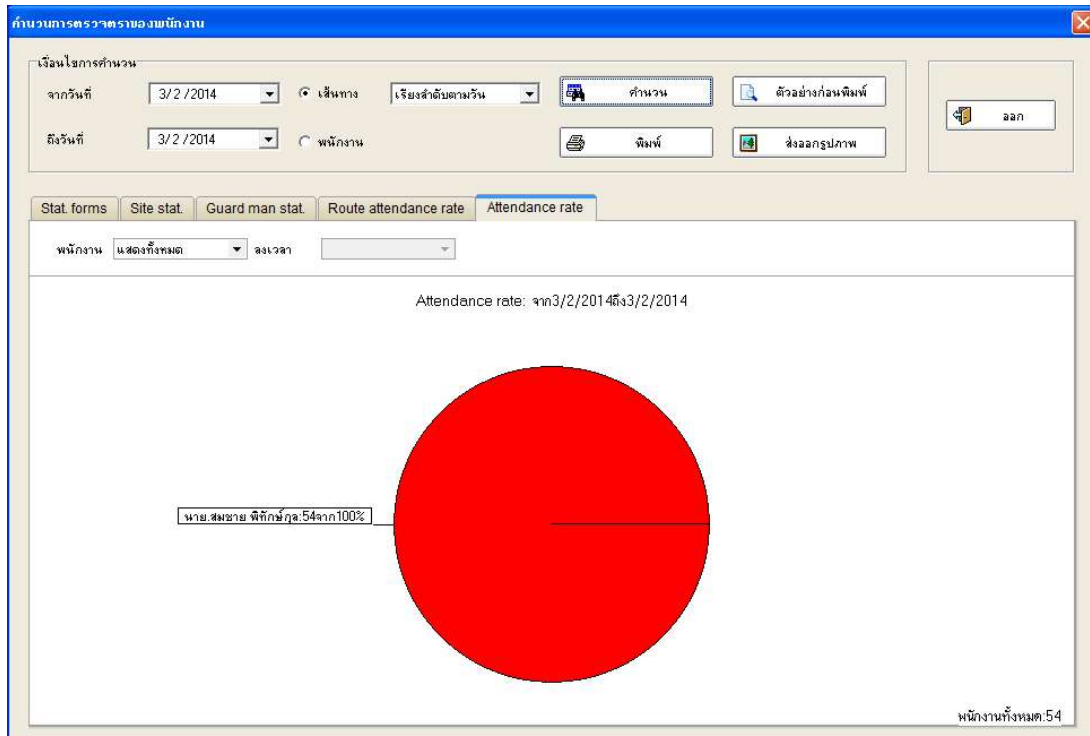 คำนวนการตรวจตราของพนักงาน
เงื่อนไขการคำนวน
จากวันที่ 3/ 2 /2014 เส้นทาง เรียงลำดับตามวัน คำนวน ตัวอย่างก่อนพิมพ์
ออก
ถึงวันที่ 3/ 2 /2014 พนักงาน พิมพ์ ส่งออกรูปภาพ
Stat. forms Site stat. Guard man stat. Route attendance rate Attendance rate
พนักงาน แสดงทั้งหมด ลงเวลา
Attendance rate: จาก3/2/2014ถึง3/2/2014
นาย.สมชาย พิทักษ์กุล:54จาก100%
พนักงานทั้งหมด:54